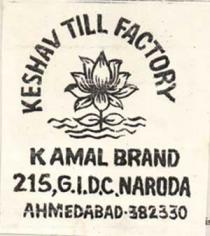 KESHAV TILL FACTORY
KAMAL BRAND
215,G.I.D.C. NARODA
AHMEDABAD-382330